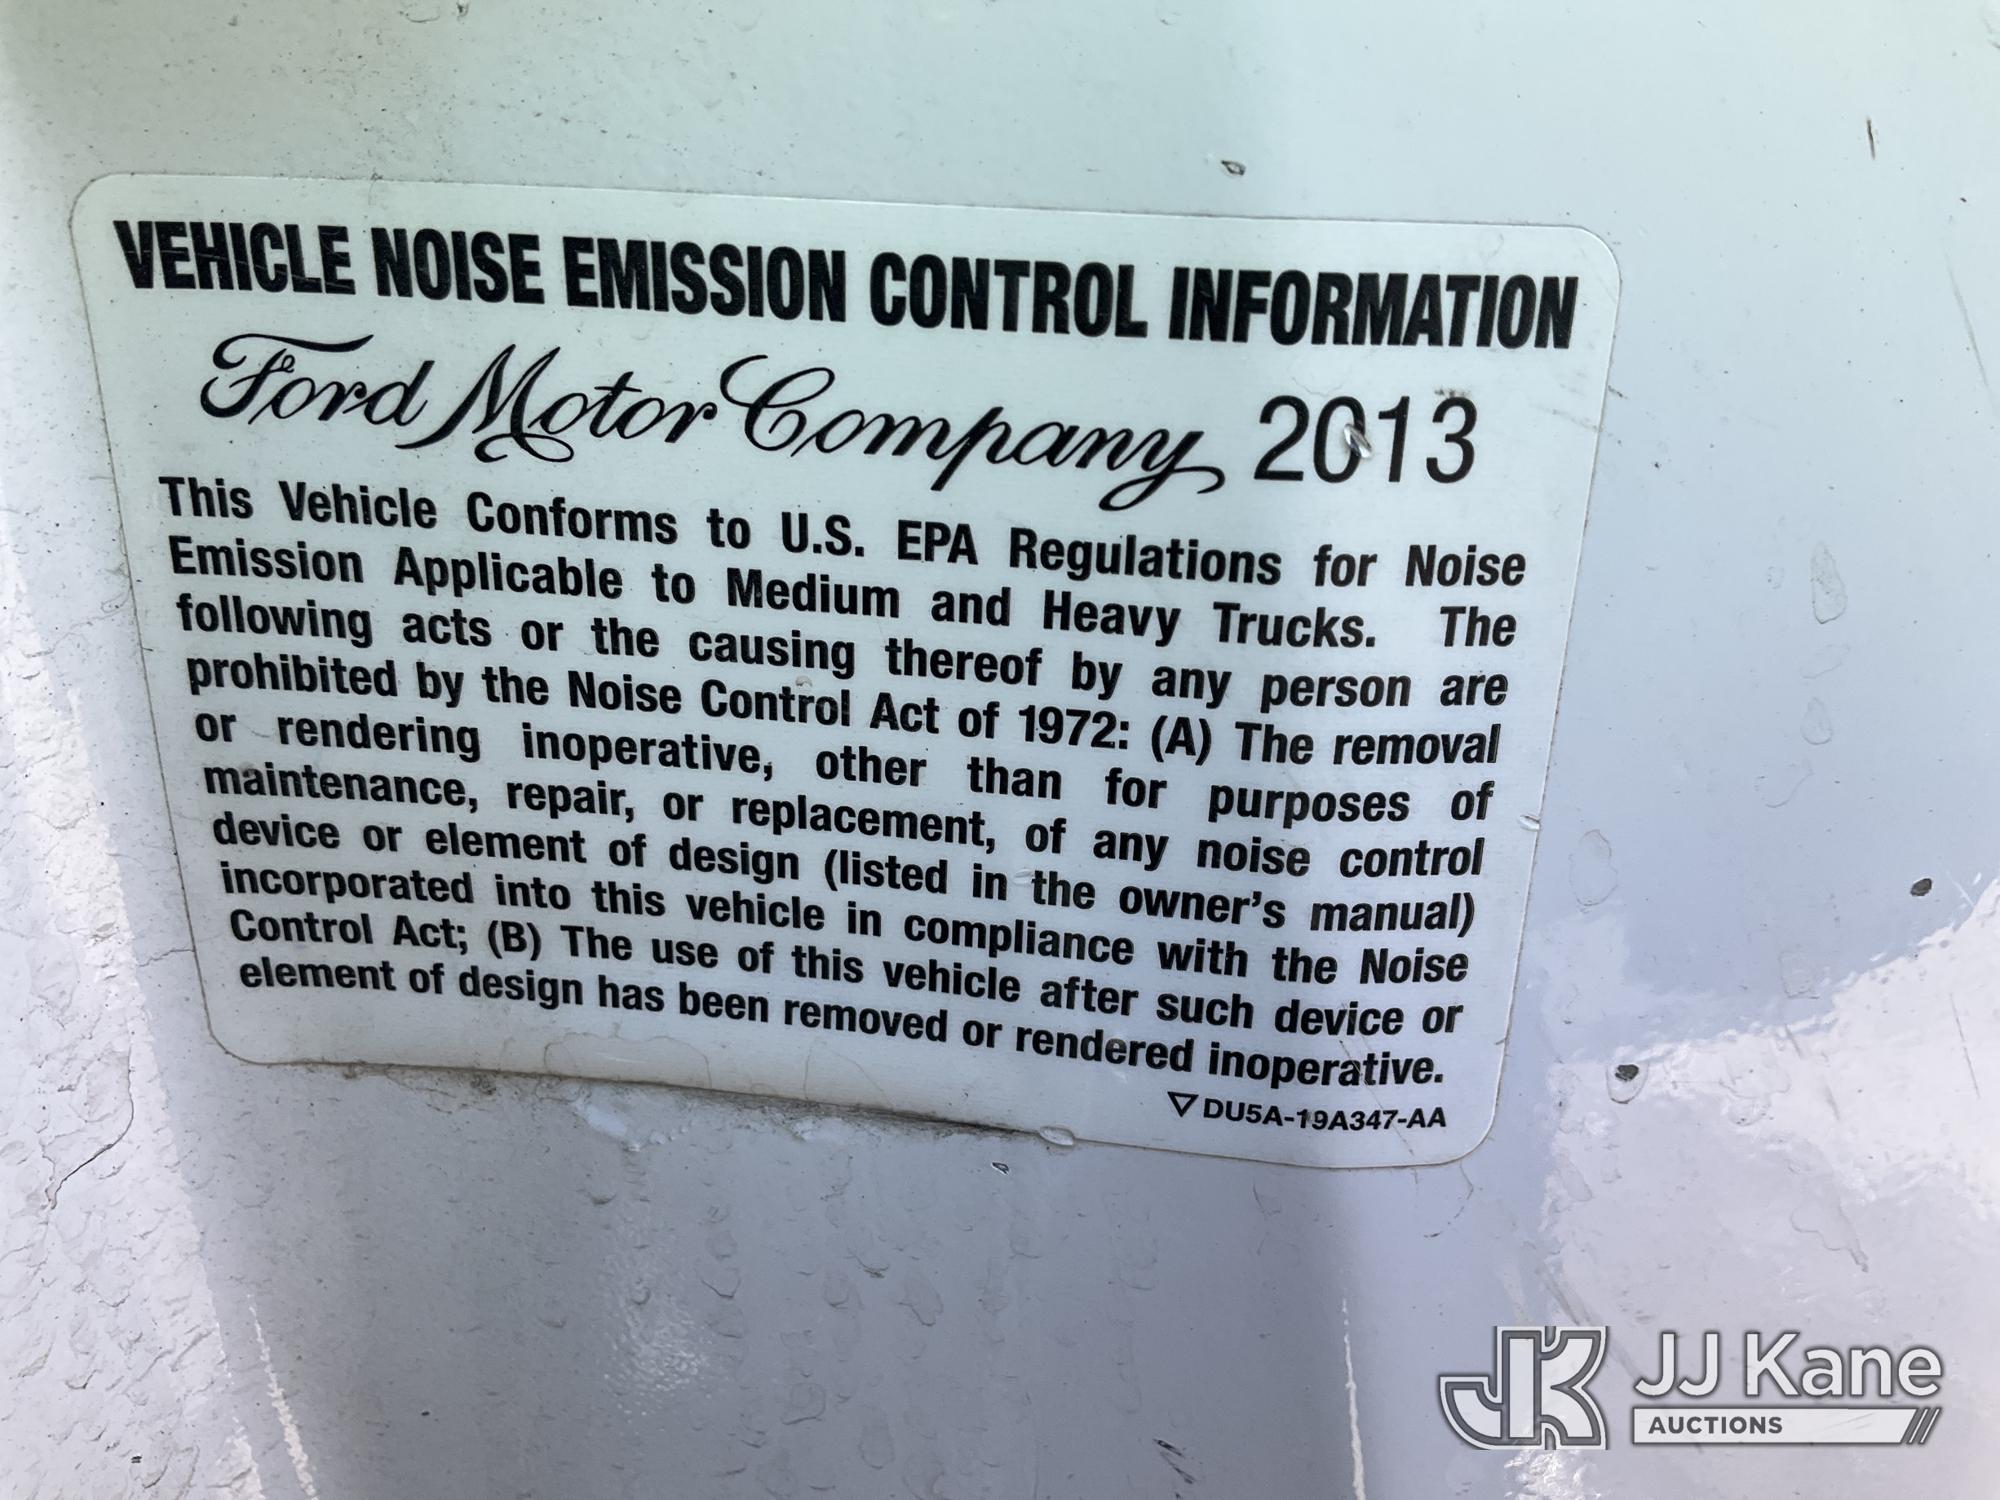 VEHICLE NOISE EMISSION CONTROL INFORMATION
Ford Motor Company 2013
This Vehicle Conforms to U.S. EPA Regulations for Noise
Emission Applicable to Medium and Heavy Trucks. The
following acts or the causing thereof by any person are
prohibited by the Noise Control Act of 1972: (A) The removal
or rendering inoperative, other than for purposes of
maintenance, repair, or replacement, of any noise control
device or element of design (listed in the owner's manual)
incorporated into this vehicle in compliance with the Noise
Control Act; (B) The use of this vehicle after such device or
element of design has been removed or rendered inoperative.
▽ DU5A-19A347-AA
JK JJ Kane
AUCTIONS